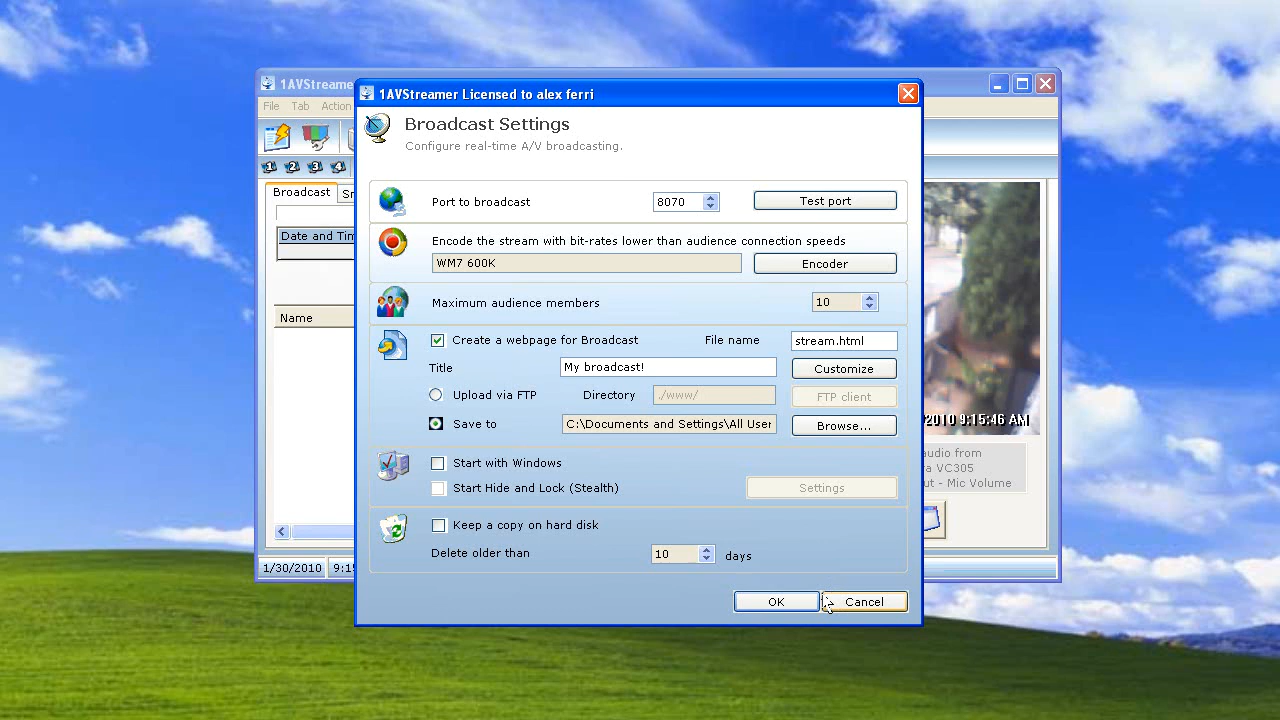 1AVStreame
File Tab Action
1 2 3 4
Broadcast
Date and Tim
Name
1/30/2010
1AVStreamer Licensed to alex ferri
Broadcast Settings
Configure real-time A/V broadcasting.
Port to broadcast 8070 Test port
Encode the stream with bit-rates lower than audience connection speeds
WM7 600K Encoder
Maximum audience members 10
Create a webpage for Broadcast File name stream.html
Title My broadcast! Customize
Upload via FTP Directory ./www/ FTP client
Save to C:\Documents and Settings\All User Browse...
Start with Windows
Start Hide and Lock (Stealth) Settings
Keep a copy on hard disk
Delete older than 10 days
OK Cancel
2010 9:15:46 AM
audio from
a VC305
ut - Mic Volume